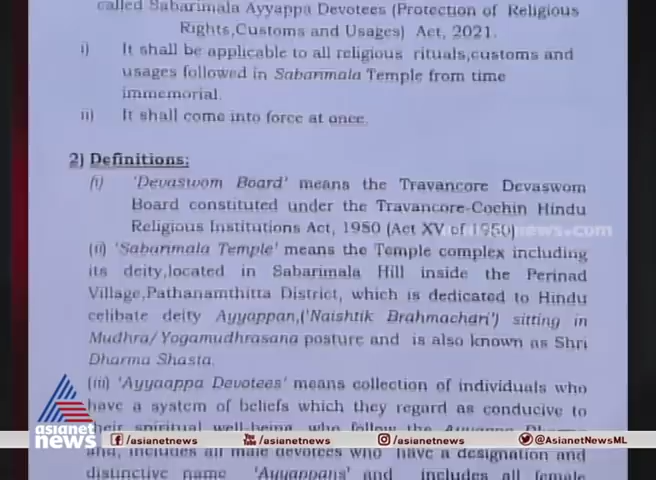 called Sabarimala Ayyappa Devotees (Protection of Religious
Rights,Customs and Usages) Act, 2021.
i) It shall be applicable to all religious rituals,customs and
usages followed in Sabarimala Temple from time
immemorial.
ii) It shall come into force at once.
2) Definitions:
(i) 'Devaswom Board' means the Travancore Devaswom
Board constituted under the Travancore-Cochin Hindu
Religious Institutions Act, 1950 (Act XV of 1950)
news.com
(ii) 'Sabarimala Temple' means the Temple complex including
its deity,located in Sabarimala Hill inside the Perinad
Village,Pathanamthitta District, which is dedicated to Hindu
celibate deity Ayyappan,('Naishtik Brahmachari') sitting in
Mudhra/Yogamudhrasana posture and is also known as Shri
Dharma Shasta.
(iii) 'Ayyaappa Devotees' means collection of individuals who
have a system of beliefs which they regard as conducive to
their spiritual well-being, who follow the Ayyappa Dharma
asianet
news
/asianetnews
You Tube /asianetnews
/asianetnews
@AsianetNewsML
and, includes all male devotees who have a designation and
distinctive name 'Ayyappans' and includes all female